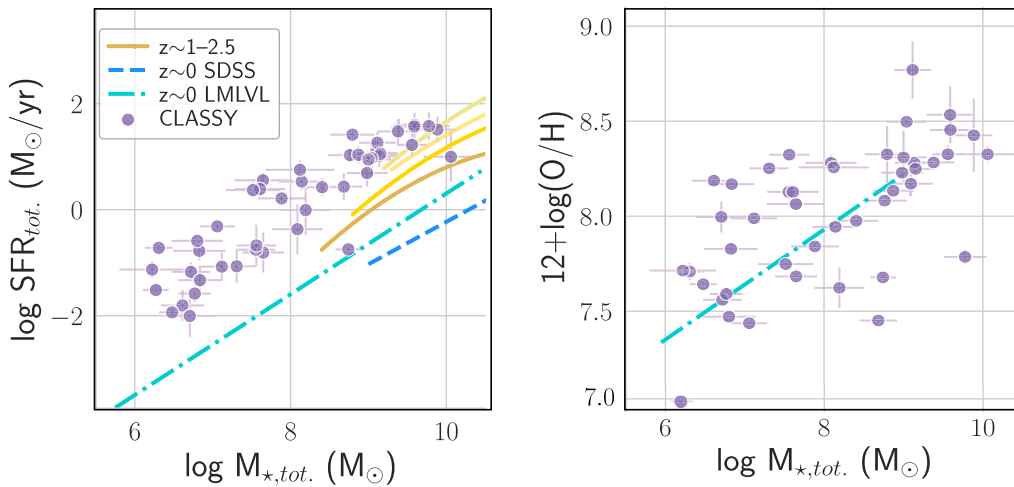 log SFR_tot. (M⊙/yr)
2
0
−2
z∼1–2.5
z∼0 SDSS
z∼0 LMLVL
CLASSY
6
8
10
log M⋆,tot. (M⊙)
12+log(O/H)
9.0
8.5
8.0
7.5
7.0
6
8
10
log M⋆,tot. (M⊙)